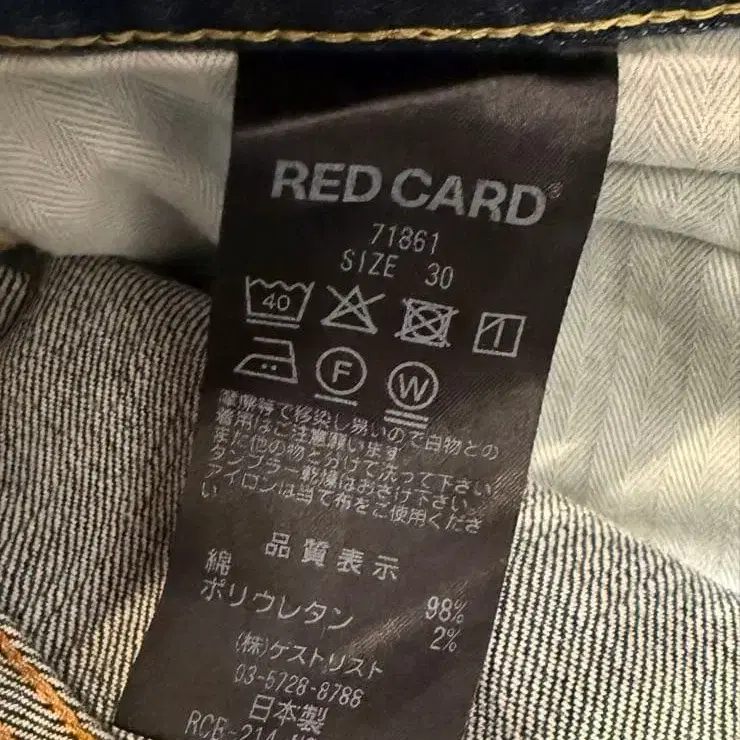 RED CARD®
71861
SIZE 30
40
F W
摩擦等で移染し易いので白物との
着用はご注意願います。
また他の物と分けて洗って下さい
タンブラー乾燥はおさけ下さい。
アイロンは当て布をご使用くださ
い
品質表示
綿 98%
ポリウレタン 2%
(株)ゲストリスト
03-5728-8788
日本製
RCB-214